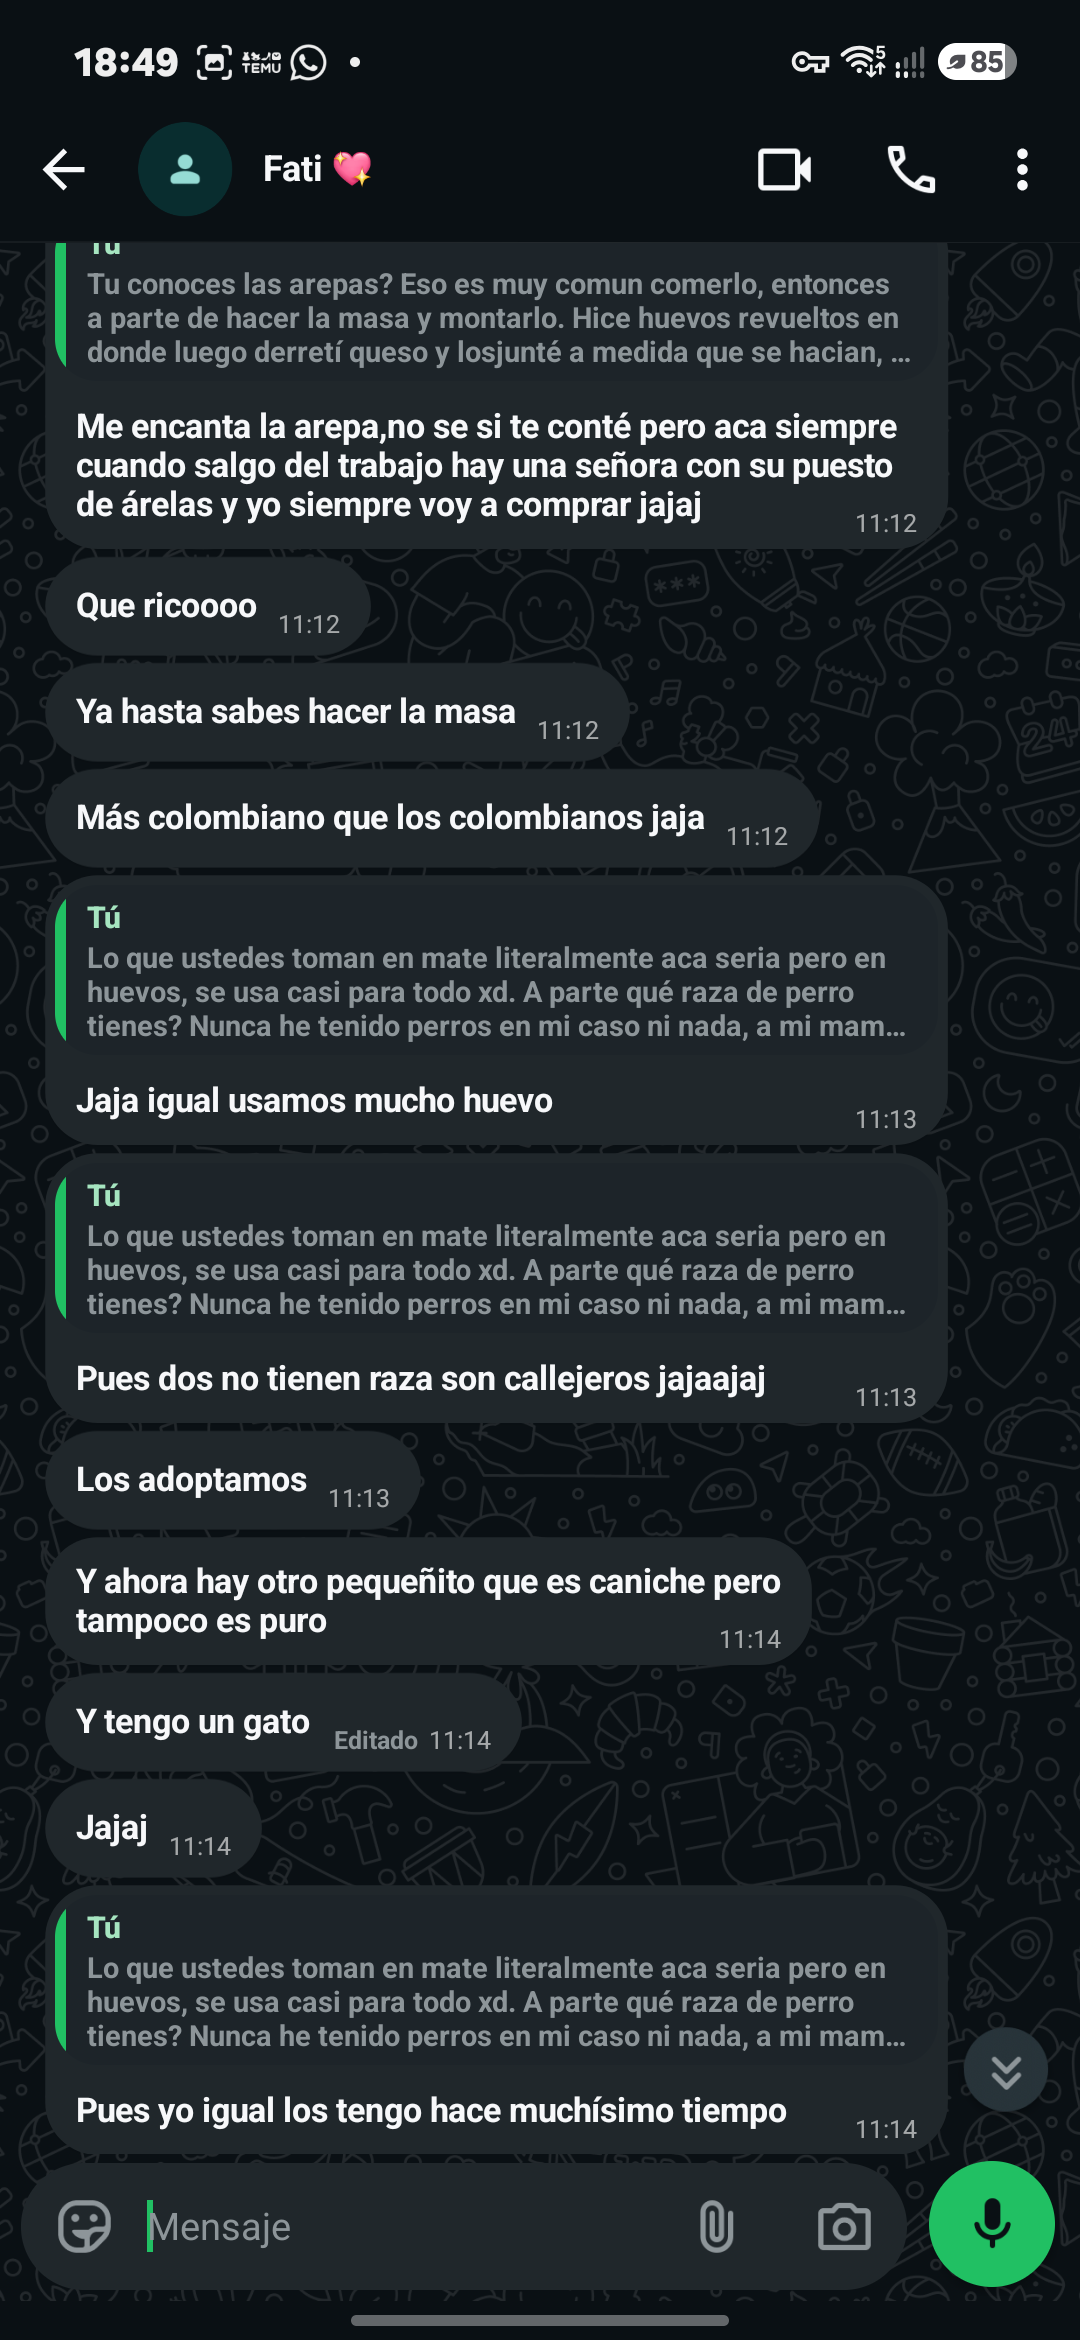 18:49
TEMU
5
85
Fati
Tú
Tu conoces las arepas? Eso es muy comun comerlo, entonces
a parte de hacer la masa y montarlo. Hice huevos revueltos en
donde luego derretí queso y losjunté a medida que se hacian, ...
Me encanta la arepa,no se si te conté pero aca siempre
cuando salgo del trabajo hay una señora con su puesto
de árelas y yo siempre voy a comprar jajaj
11:12
Que ricoooo 11:12
Ya hasta sabes hacer la masa 11:12
Más colombiano que los colombianos jaja 11:12
Tú
Lo que ustedes toman en mate literalmente aca seria pero en
huevos, se usa casi para todo xd. A parte qué raza de perro
tienes? Nunca he tenido perros en mi caso ni nada, a mi mam...
Jaja igual usamos mucho huevo
11:13
Tú
Lo que ustedes toman en mate literalmente aca seria pero en
huevos, se usa casi para todo xd. A parte qué raza de perro
tienes? Nunca he tenido perros en mi caso ni nada, a mi mam...
Pues dos no tienen raza son callejeros jajaajaj
11:13
Los adoptamos 11:13
Y ahora hay otro pequeñito que es caniche pero
tampoco es puro
11:14
Y tengo un gato Editado 11:14
Jajaj 11:14
Tú
Lo que ustedes toman en mate literalmente aca seria pero en
huevos, se usa casi para todo xd. A parte qué raza de perro
tienes? Nunca he tenido perros en mi caso ni nada, a mi mam...
Pues yo igual los tengo hace muchísimo tiempo
11:14
Mensaje